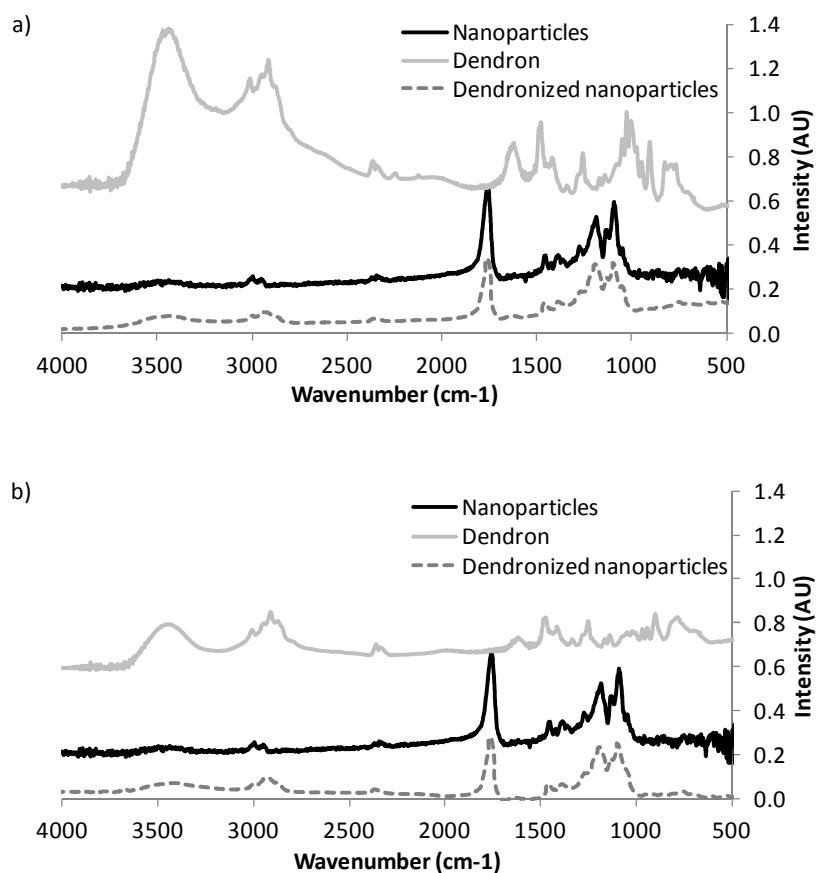 a)
Nanoparticles
Dendron
Dendronized nanoparticles
1.4
1.2
1.0
0.8
0.6
0.4
0.2
0.0
Intensity (AU)
4000 3500 3000 2500 2000 1500 1000 500
Wavenumber (cm-1)
b)
Nanoparticles
Dendron
Dendronized nanoparticles
1.4
1.2
1.0
0.8
0.6
0.4
0.2
0.0
Intensity (AU)
4000 3500 3000 2500 2000 1500 1000 500
Wavenumber (cm-1)